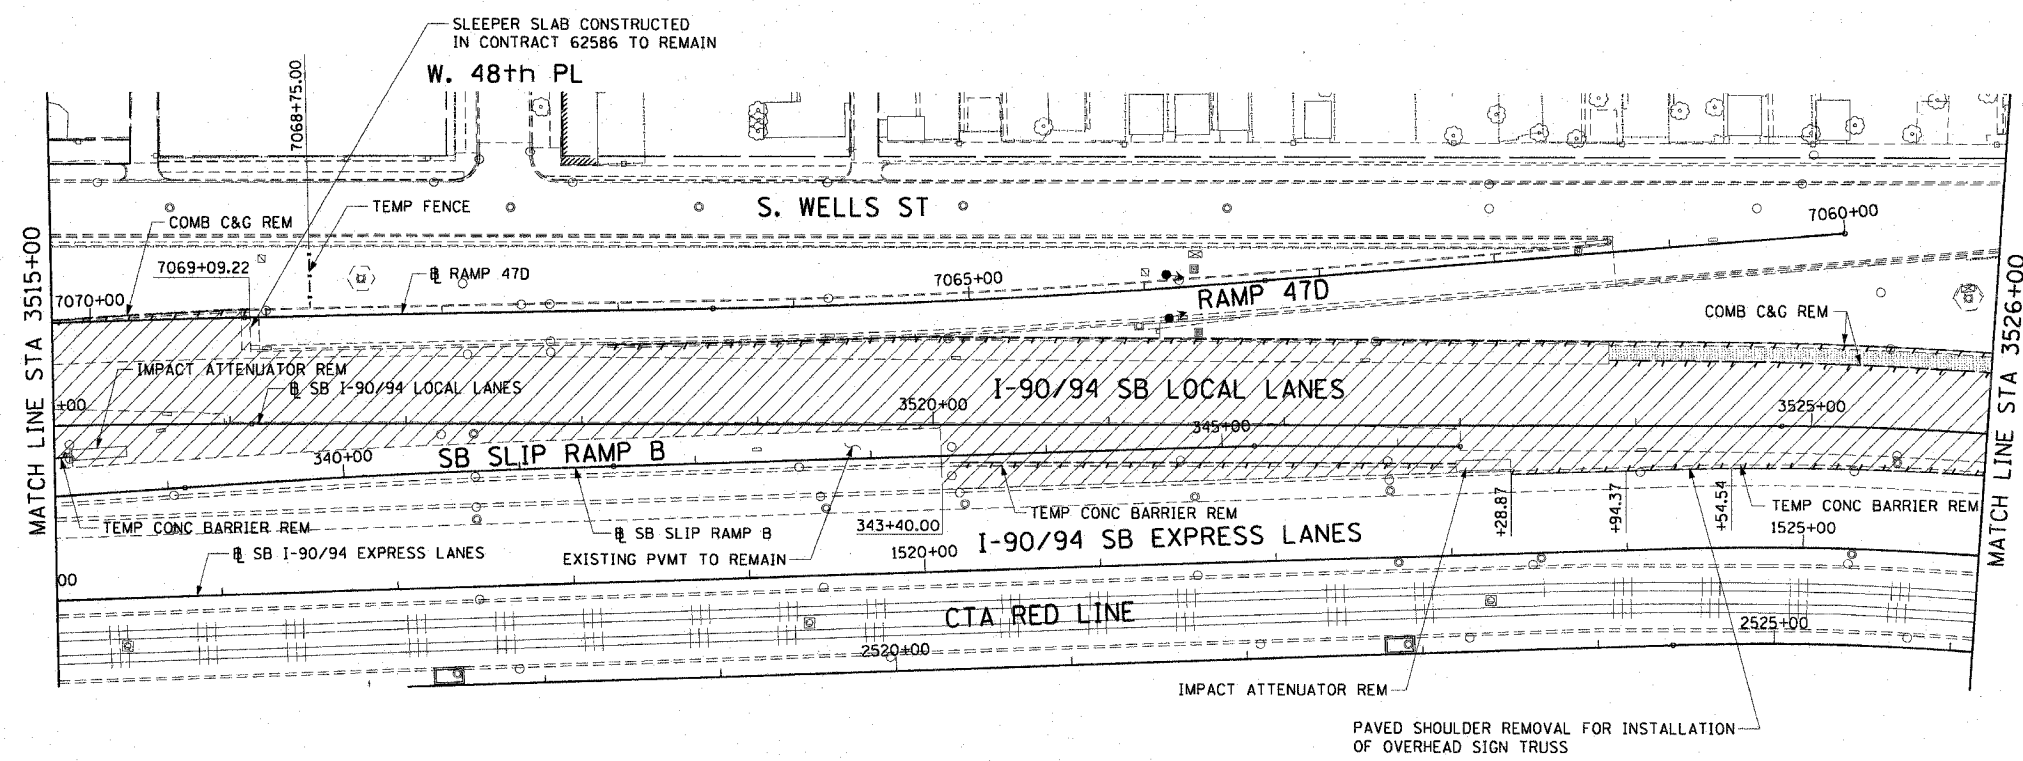 SLEEPER SLAB CONSTRUCTED
IN CONTRACT 62586 TO REMAIN
W. 48th PL
7068+75.00
TEMP FENCE
S. WELLS ST
COMB C&G REM
7060+00
7069+09.22
℄ RAMP 47D
7065+00
RAMP 47D
7070+00
COMB C&G REM
MATCH LINE STA 3515+00
MATCH LINE STA 3526+00
IMPACT ATTENUATOR REM
℄ SB I-90/94 LOCAL LANES
I-90/94 SB LOCAL LANES
+00
3520+00
3525+00
345+00
340+00
SB SLIP RAMP B
TEMP CONC BARRIER REM
℄ SB SLIP RAMP B
343+40.00
TEMP CONC BARRIER REM
+28.87
+94.37
+54.54
TEMP CONC BARRIER REM
1525+00
℄ SB I-90/94 EXPRESS LANES
EXISTING PVMT TO REMAIN
1520+00
I-90/94 SB EXPRESS LANES
00
CTA RED LINE
2525+00
2520+00
IMPACT ATTENUATOR REM
PAVED SHOULDER REMOVAL FOR INSTALLATION
OF OVERHEAD SIGN TRUSS